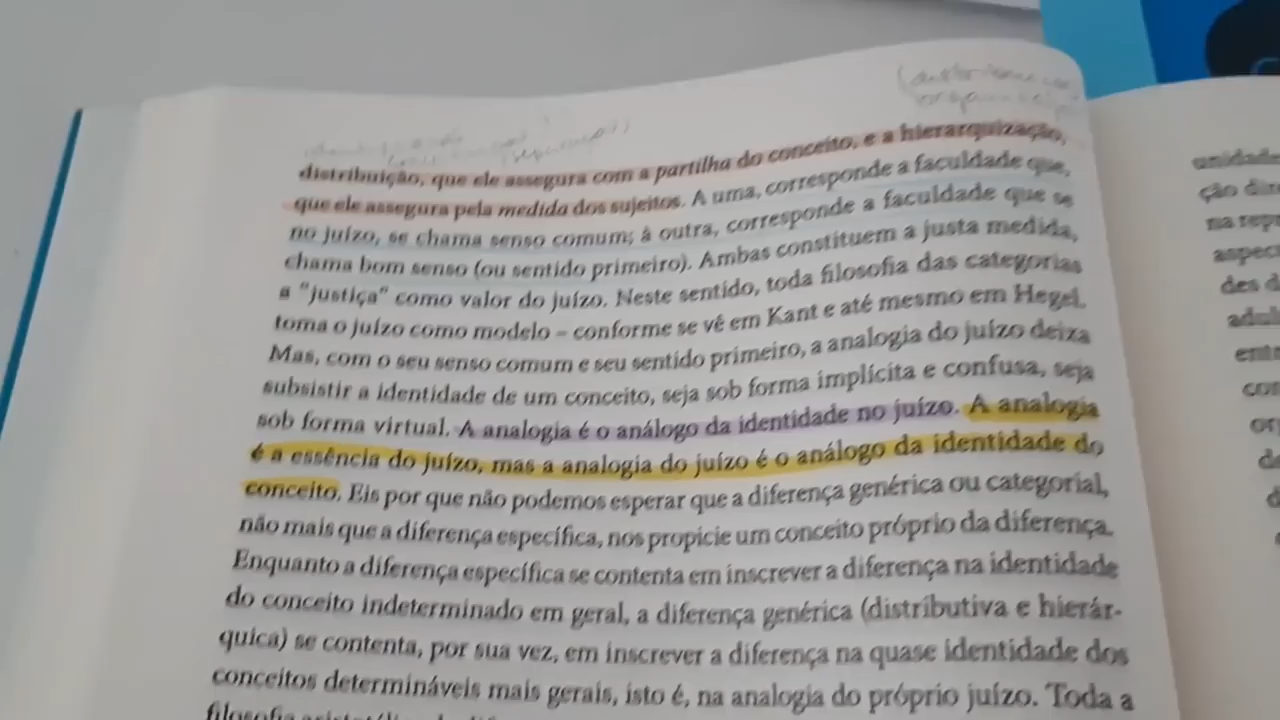 distribuição, que ele assegura com a partilha do conceito, e a hierarquização,
que ele assegura pela medida dos sujeitos. A uma, corresponde a faculdade que,
no juízo, se chama senso comum; à outra, corresponde a faculdade que se
chama bom senso (ou sentido primeiro). Ambas constituem a justa medida,
a "justiça" como valor do juízo. Neste sentido, toda filosofia das categorias
toma o juízo como modelo – conforme se vê em Kant e até mesmo em Hegel.
Mas, com o seu senso comum e seu sentido primeiro, a analogia do juízo deixa
subsistir a identidade de um conceito, seja sob forma implícita e confusa, seja
sob forma virtual. A analogia é o análogo da identidade no juízo. A analogia
é a essência do juízo, mas a analogia do juízo é o análogo da identidade do
conceito. Eis por que não podemos esperar que a diferença genérica ou categorial,
não mais que a diferença específica, nos propicie um conceito próprio da diferença.
Enquanto a diferença específica se contenta em inscrever a diferença na identidade
do conceito indeterminado em geral, a diferença genérica (distributiva e hierár-
quica) se contenta, por sua vez, em inscrever a diferença na quase identidade dos
conceitos determináveis mais gerais, isto é, na analogia do próprio juízo. Toda a
filosofia
unidade
na
des d